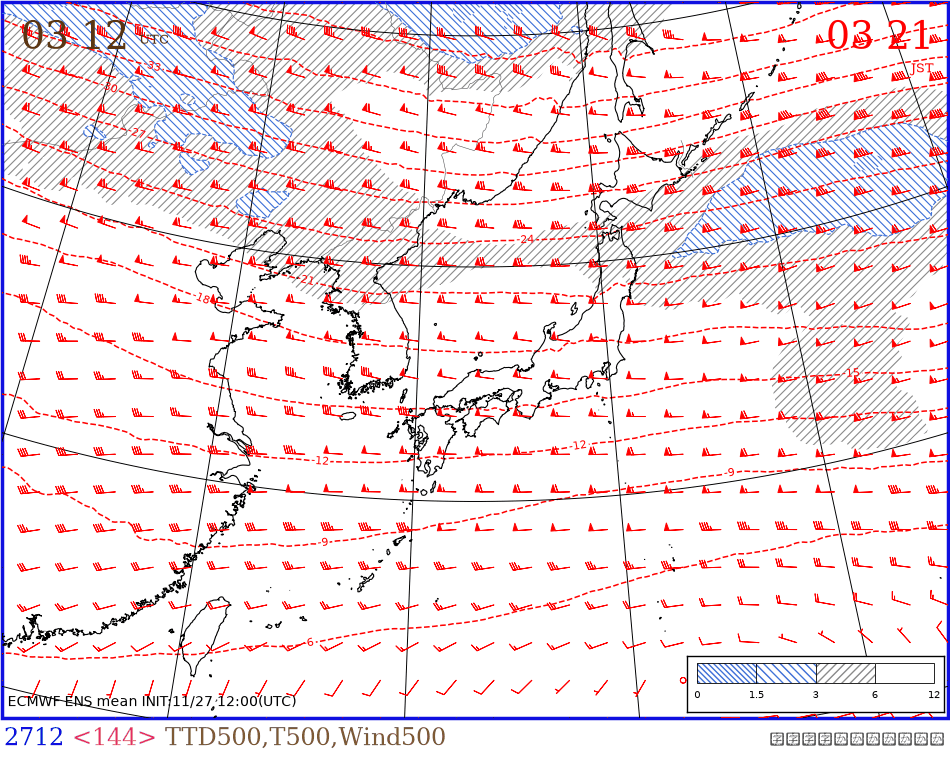 03 12 UTC
03 21 JST
-33
-30
-27
-24
-21
-18
-15
-12
-12
-9
-9
-6
ECMWF ENS mean INIT:11/27,12:00(UTC)
0 1.5 3 6 12
2712 <144> TTD500,T500,Wind500